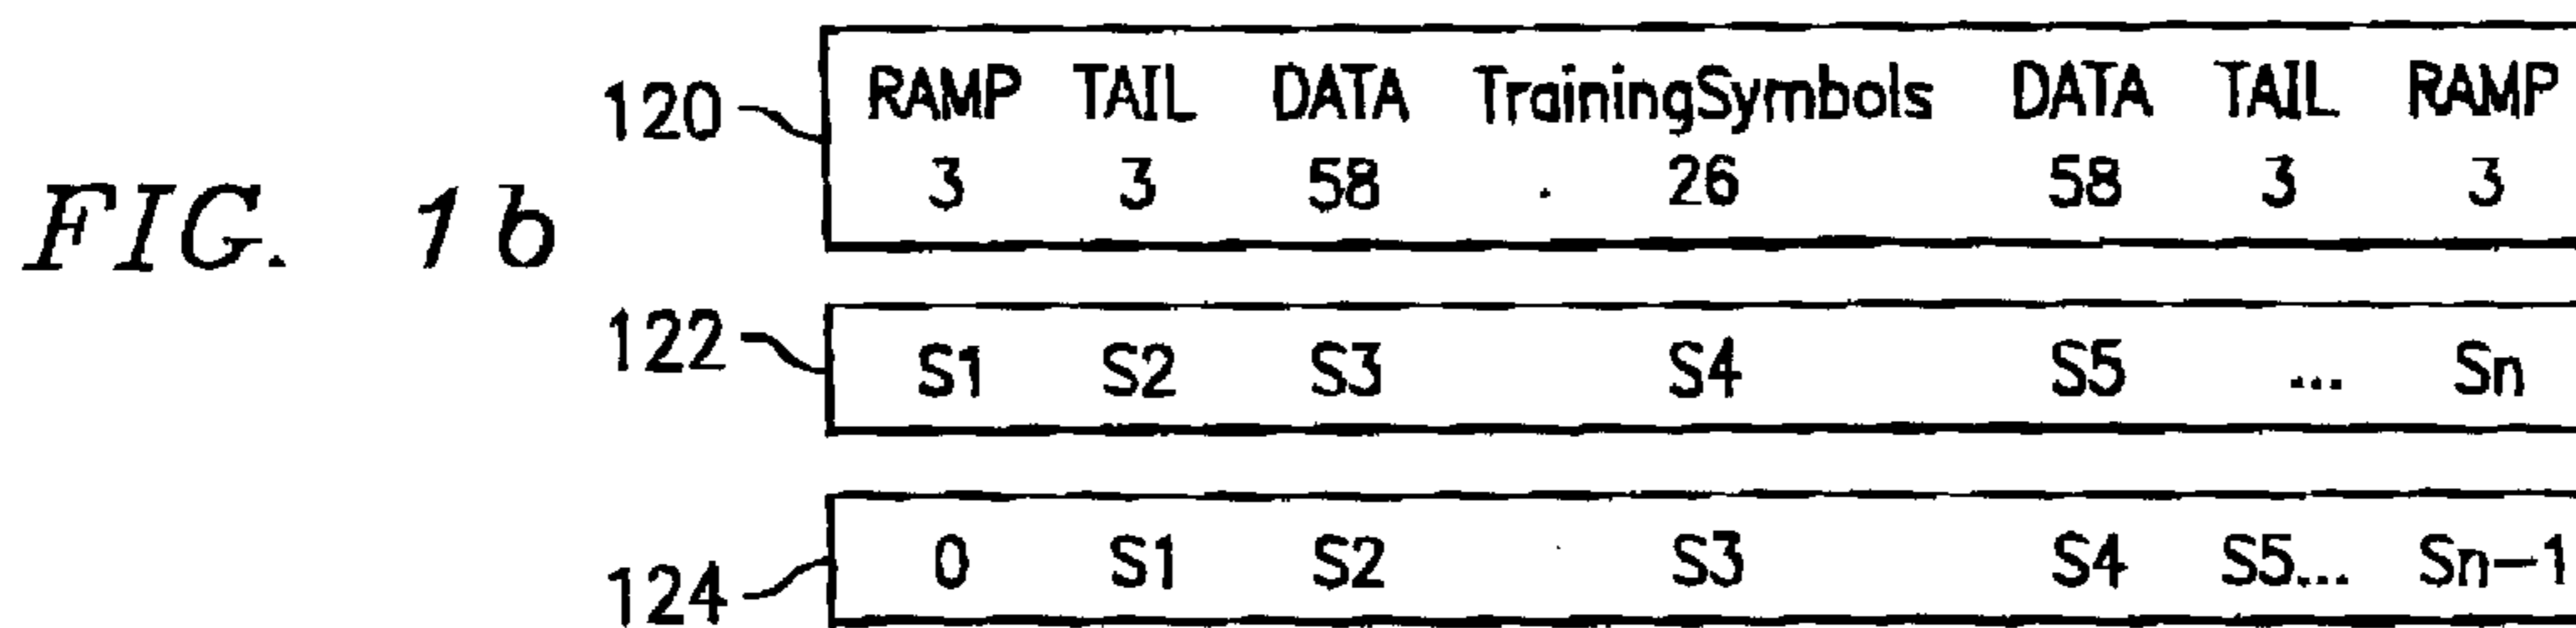 RAMP TAIL DATA TrainingSymbols DATA TAIL RAMP
120
3 3 58 26 58 3 3
FIG. 1b
122 S1 S2 S3 S4 S5 ... Sn
124 0 S1 S2 S3 S4 S5... Sn-1